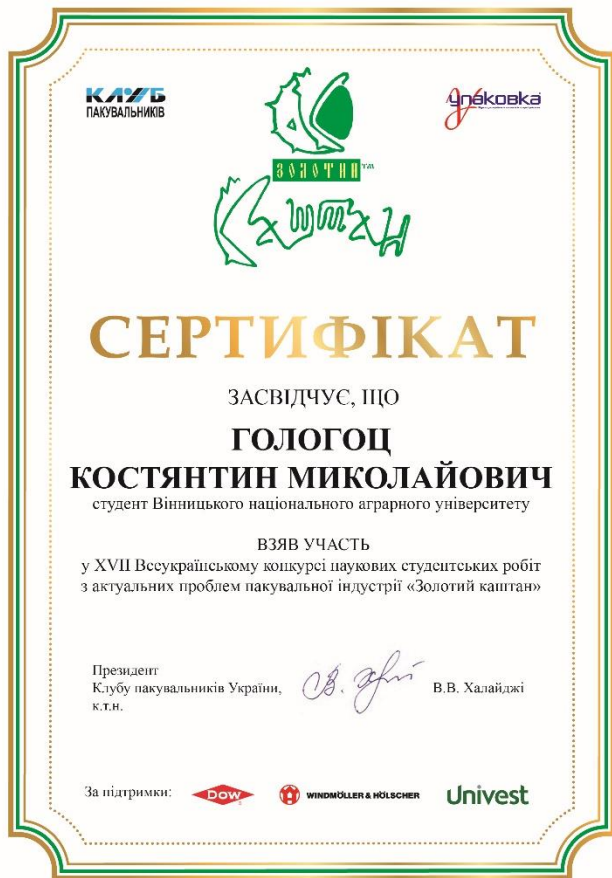 КЛУБ
ПАКУВАЛЬНИКІВ
Упаковка
ЗОЛОТИЙ™
Каштан
СЕРТИФІКАТ
ЗАСВІДЧУЄ, ЩО
ГОЛОГОЦ
КОСТЯНТИН МИКОЛАЙОВИЧ
студент Вінницького національного аграрного університету
ВЗЯВ УЧАСТЬ
у XVII Всеукраїнському конкурсі наукових студентських робіт
з актуальних проблем пакувальної індустрії «Золотий каштан»
Президент
Клубу пакувальників України,
к.т.н.
В.В. Халайджі
За підтримки:
DOW
WINDMÖLLER & HÖLSCHER
Univest